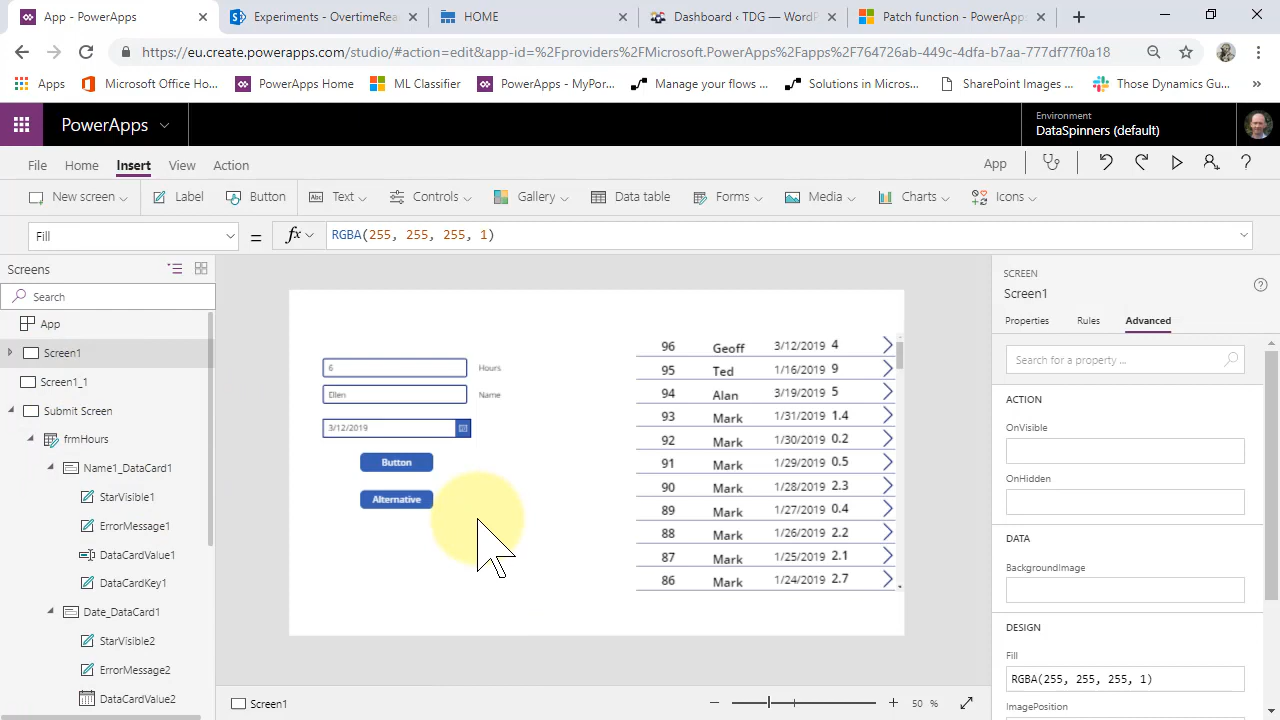 App - PowerApps
Experiments - OvertimeRea
HOME
Dashboard ‹ TDG — WordP
Patch function - PowerApps
https://eu.create.powerapps.com/studio/#action=edit&app-id=%2Fproviders%2FMicrosoft.PowerApps%2Fapps%2F764726ab-449c-4dfa-b7aa-777df77f0a18
Apps
Microsoft Office Ho...
PowerApps Home
ML Classifier
PowerApps - MyPor...
Manage your flows ...
Solutions in Micros...
SharePoint Images ...
Those Dynamics Gu...
»
PowerApps
Environment
DataSpinners (default)
File Home Insert View Action
App
?
New screen
Label
Button
Abc Text
Controls
Gallery
Data table
Forms
Media
Charts
Icons
Fill
=
fx
RGBA(255, 255, 255, 1)
Screens
Search
App
Screen1
Screen1_1
Submit Screen
frmHours
Name1_DataCard1
StarVisible1
ErrorMessage1
DataCardValue1
DataCardKey1
Date_DataCard1
StarVisible2
ErrorMessage2
DataCardValue2
6 Hours
Ellen Name
3/12/2019
Button
Alternative
96 Geoff 3/12/2019 4
95 Ted 1/16/2019 9
94 Alan 3/19/2019 5
93 Mark 1/31/2019 1.4
92 Mark 1/30/2019 0.2
91 Mark 1/29/2019 0.5
90 Mark 1/28/2019 2.3
89 Mark 1/27/2019 0.4
88 Mark 1/26/2019 2.2
87 Mark 1/25/2019 2.1
86 Mark 1/24/2019 2.7
Screen1
50 %
SCREEN
Screen1
?
Properties Rules Advanced
Search for a property ...
ACTION
OnVisible
OnHidden
DATA
BackgroundImage
DESIGN
Fill
RGBA(255, 255, 255, 1)
ImagePosition